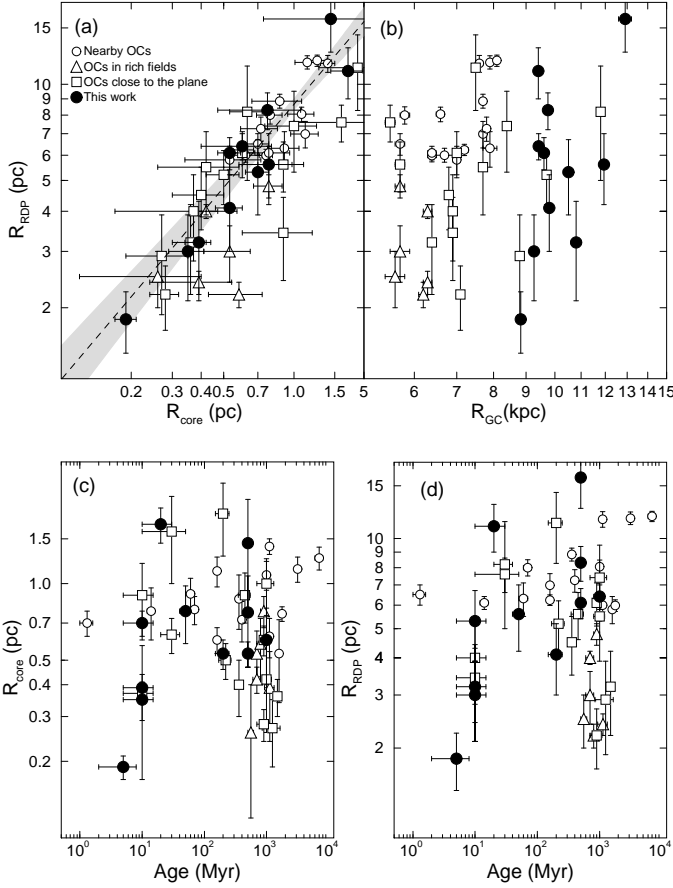 (a)
Nearby OCs
OCs in rich fields
OCs close to the plane
This work
15
10
9
8
7
6
5
4
3
2
R_RDP (pc)
0.2 0.3 0.4 0.5 0.7 1.0 1.5
R_core (pc)
(b)
5 6 7 8 9 10 11 12 13 14 15
R_GC(kpc)
(c)
1.5
1.0
0.7
0.5
0.4
0.3
0.2
R_core (pc)
10^0 10^1 10^2 10^3 10^4
Age (Myr)
(d)
15
10
9
8
7
6
5
4
3
2
R_RDP (pc)
10^0 10^1 10^2 10^3 10^4
Age (Myr)